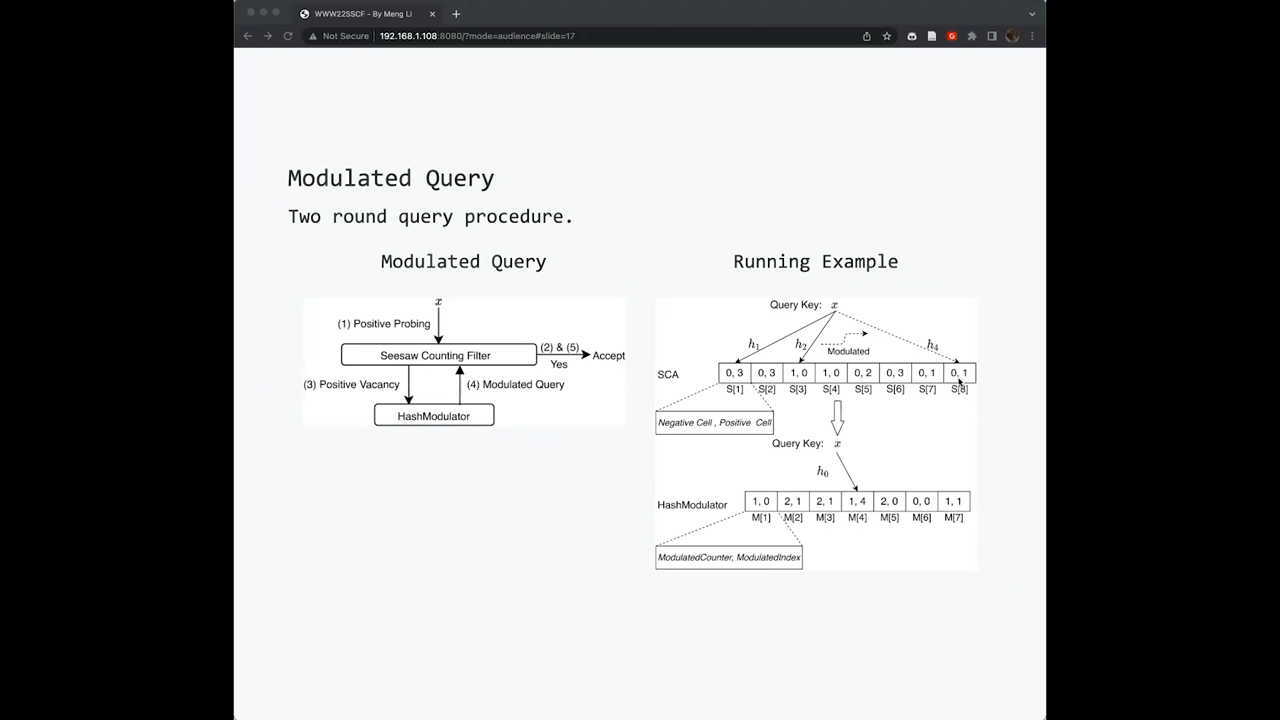 WWW22SSCF - By Meng Li
Not Secure 192.168.1.108:8080/?mode=audience#slide=17
Modulated Query
Two round query procedure.
Modulated Query
x
(1) Positive Probing
Seesaw Counting Filter
(2) & (5)
Yes
Accept
(3) Positive Vacancy
(4) Modulated Query
HashModulator
Running Example
Query Key: x
h1 h2 h4
Modulated
SCA
0, 3 0, 3 1, 0 1, 0 0, 2 0, 3 0, 1 0, 1
S[1] S[2] S[3] S[4] S[5] S[6] S[7] S[8]
Negative Cell , Positive Cell
Query Key: x
h0
HashModulator
1, 0 2, 1 2, 1 1, 4 2, 0 0, 0 1, 1
M[1] M[2] M[3] M[4] M[5] M[6] M[7]
ModulatedCounter, ModulatedIndex